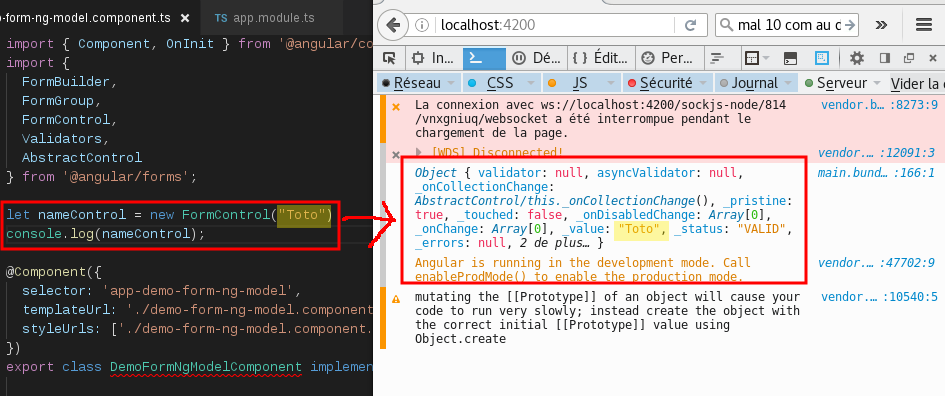 o-form-ng-model.component.ts × TS app.module.ts
import { Component, OnInit } from '@angular/co
import {
FormBuilder,
FormGroup,
FormControl,
Validators,
AbstractControl
} from '@angular/forms';
let nameControl = new FormControl("Toto")
console.log(nameControl);
@Component({
selector: 'app-demo-form-ng-model',
templateUrl: './demo-form-ng-model.component
styleUrls: ['./demo-form-ng-model.component.
})
export class DemoFormNgModelComponent implemen
localhost:4200
mal 10 com au d
In... Dé... { } Édit... Per...
Réseau CSS JS Sécurité Journal Serveur Vider la
La connexion avec ws://localhost:4200/sockjs-node/814 vendor.b… :8273:9
/vnxgniuq/websocket a été interrompue pendant le
chargement de la page.
[WDS] Disconnected! vendor.… :12091:3
Object { validator: null, asyncValidator: null, main.bund… :166:1
_onCollectionChange:
AbstractControl/this._onCollectionChange(), _pristine:
true, _touched: false, _onDisabledChange: Array[0],
_onChange: Array[0], _value: "Toto", _status: "VALID",
_errors: null, 2 de plus… }
Angular is running in the development mode. Call vendor.… :47702:9
enableProdMode() to enable the production mode.
mutating the [[Prototype]] of an object will cause your vendor.… :10540:5
code to run very slowly; instead create the object with
the correct initial [[Prototype]] value using
Object.create